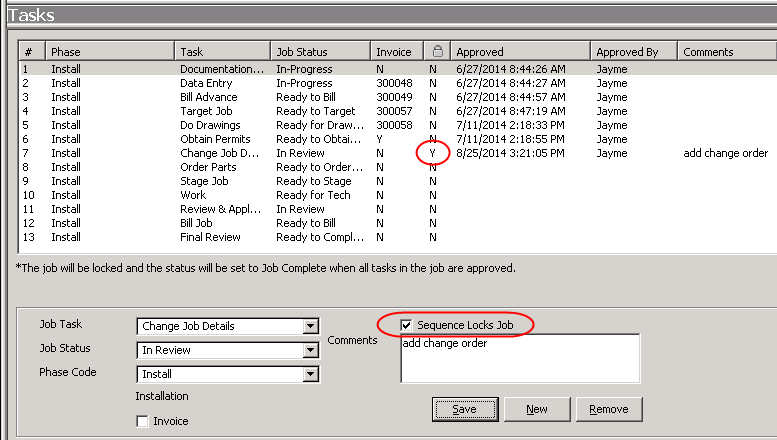 Tasks
# Phase Task Job Status Invoice Approved Approved By Comments
1 Install Documentation... In-Progress N N 6/27/2014 8:44:26 AM Jayme
2 Install Data Entry In-Progress 300048 N 6/27/2014 8:44:27 AM Jayme
3 Install Bill Advance Ready to Bill 300049 N 6/27/2014 8:44:57 AM Jayme
4 Install Target Job Ready to Target 300057 N 6/27/2014 8:47:19 AM Jayme
5 Install Do Drawings Ready for Draw... 300058 N 7/11/2014 2:18:33 PM Jayme
6 Install Obtain Permits Ready to Obtai... Y N 7/11/2014 2:18:55 PM Jayme
7 Install Change Job D... In Review N Y 8/25/2014 3:21:05 PM Jayme add change order
8 Install Order Parts Ready to Order... N N
9 Install Stage Job Ready to Stage N N
10 Install Work Ready for Tech N N
11 Install Review & Appl... In Review N N
12 Install Bill Job Ready to Bill N N
13 Install Final Review Ready to Compl... N N
*The job will be locked and the status will be set to Job Complete when all tasks in the job are approved.
Job Task Change Job Details Sequence Locks Job
Job Status In Review Comments add change order
Phase Code Install
Installation
Invoice Save New Remove